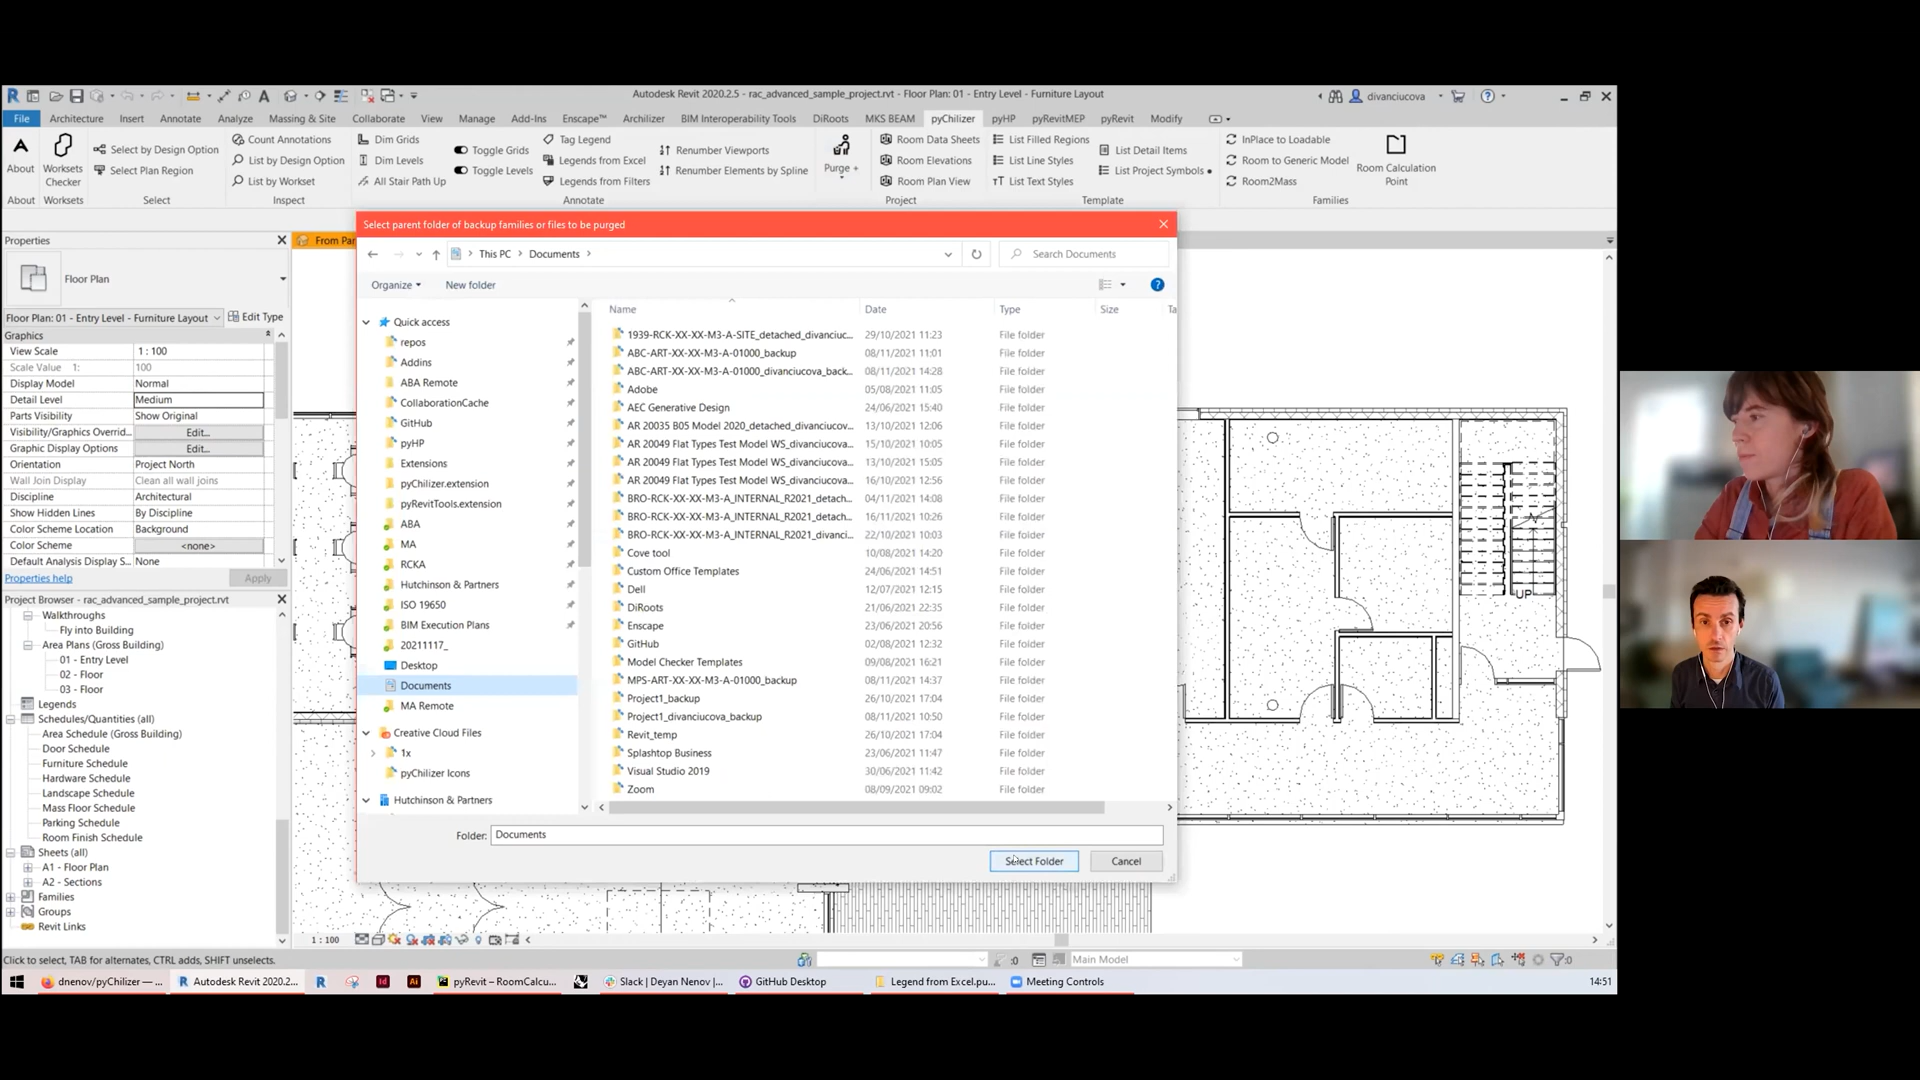 Autodesk Revit 2020.2.5 - rac_advanced_sample_project.rvt - Floor Plan: 01 - Entry Level - Furniture Layout
divanciucova
File Architecture Insert Annotate Analyze Massing & Site Collaborate View Manage Add-Ins Enscape™ Archilizer BIM Interoperability Tools DiRoots MKS BEAM pyChilizer pyHP pyRevitMEP pyRevit Modify
Count Annotations
Select by Design Option
List by Design Option
Select Plan Region
List by Workset
About
Worksets Checker
Dim Grids
Dim Levels
All Stair Path Up
Toggle Grids
Toggle Levels
Tag Legend
Legends from Excel
Legends from Filters
Renumber Viewports
Renumber Elements by Spline
Purge
Room Data Sheets
Room Elevations
Room Plan View
List Filled Regions
List Line Styles
List Text Styles
List Detail Items
List Project Symbols
InPlace to Loadable
Room to Generic Model
Room2Mass
Room Calculation Point
About Worksets Select Inspect Annotate Project Template Families
Properties
From Par
Floor Plan
Floor Plan: 01 - Entry Level - Furniture Layout
Edit Type
Graphics
View Scale 1 : 100
Scale Value 1: 100
Display Model Normal
Detail Level Medium
Parts Visibility Show Original
Visibility/Graphics Overrid... Edit...
Graphic Display Options Edit...
Orientation Project North
Wall Join Display Clean all wall joins
Discipline Architectural
Show Hidden Lines By Discipline
Color Scheme Location Background
Color Scheme <none>
Default Analysis Display S... None
Properties help
Apply
Project Browser - rac_advanced_sample_project.rvt
Walkthroughs
Fly into Building
Area Plans (Gross Building)
01 - Entry Level
02 - Floor
03 - Floor
Legends
Schedules/Quantities (all)
Area Schedule (Gross Building)
Door Schedule
Furniture Schedule
Hardware Schedule
Landscape Schedule
Mass Floor Schedule
Parking Schedule
Room Finish Schedule
Sheets (all)
A1 - Floor Plan
A2 - Sections
Families
Groups
Revit Links
Select parent folder of backup families or files to be purged
This PC > Documents >
Search Documents
Organize
New folder
Quick access
repos
Addins
ABA Remote
CollaborationCache
GitHub
pyHP
Extensions
pyChilizer.extension
pyRevitTools.extension
ABA
MA
RCKA
Hutchinson & Partners
ISO 19650
BIM Execution Plans
20211117_
Desktop
Documents
MA Remote
Creative Cloud Files
1x
pyChilizer Icons
Hutchinson & Partners
Name Date Type Size Ta
1939-RCK-XX-XX-M3-A-SITE_detached_divanciuc... 29/10/2021 11:23 File folder
ABC-ART-XX-XX-M3-A-01000_backup 08/11/2021 11:01 File folder
ABC-ART-XX-XX-M3-A-01000_divanciucova_back... 08/11/2021 14:28 File folder
Adobe 05/08/2021 11:05 File folder
AEC Generative Design 24/06/2021 15:40 File folder
AR 20035 B05 Model 2020_detached_divanciucov... 13/10/2021 12:06 File folder
AR 20049 Flat Types Test Model WS_divanciucova... 15/10/2021 10:05 File folder
AR 20049 Flat Types Test Model WS_divanciucova... 13/10/2021 15:05 File folder
AR 20049 Flat Types Test Model WS_divanciucova... 16/10/2021 12:56 File folder
BRO-RCK-XX-XX-M3-A_INTERNAL_R2021_detach... 04/11/2021 14:08 File folder
BRO-RCK-XX-XX-M3-A_INTERNAL_R2021_detach... 16/11/2021 10:26 File folder
BRO-RCK-XX-XX-M3-A_INTERNAL_R2021_divanci... 22/10/2021 10:03 File folder
Cove tool 10/08/2021 14:20 File folder
Custom Office Templates 24/06/2021 14:51 File folder
Dell 12/07/2021 12:15 File folder
DiRoots 21/06/2021 22:35 File folder
Enscape 23/06/2021 20:56 File folder
GitHub 02/08/2021 12:32 File folder
Model Checker Templates 09/08/2021 16:21 File folder
MPS-ART-XX-XX-M3-A-01000_backup 08/11/2021 14:37 File folder
Project1_backup 26/10/2021 17:04 File folder
Project1_divanciucova_backup 08/11/2021 10:50 File folder
Revit_temp 26/10/2021 17:04 File folder
Splashtop Business 23/06/2021 11:47 File folder
Visual Studio 2019 30/06/2021 11:42 File folder
Zoom 08/09/2021 09:02 File folder
Folder: Documents
Select Folder Cancel
UP
1 : 100
Click to select, TAB for alternates, CTRL adds, SHIFT unselects.
:0
Main Model
:0
dnenov/pyChilizer — ...
Autodesk Revit 2020.2...
pyRevit – RoomCalcu...
Slack | Deyan Nenov |...
GitHub Desktop
Legend from Excel.pu...
Meeting Controls
14:51